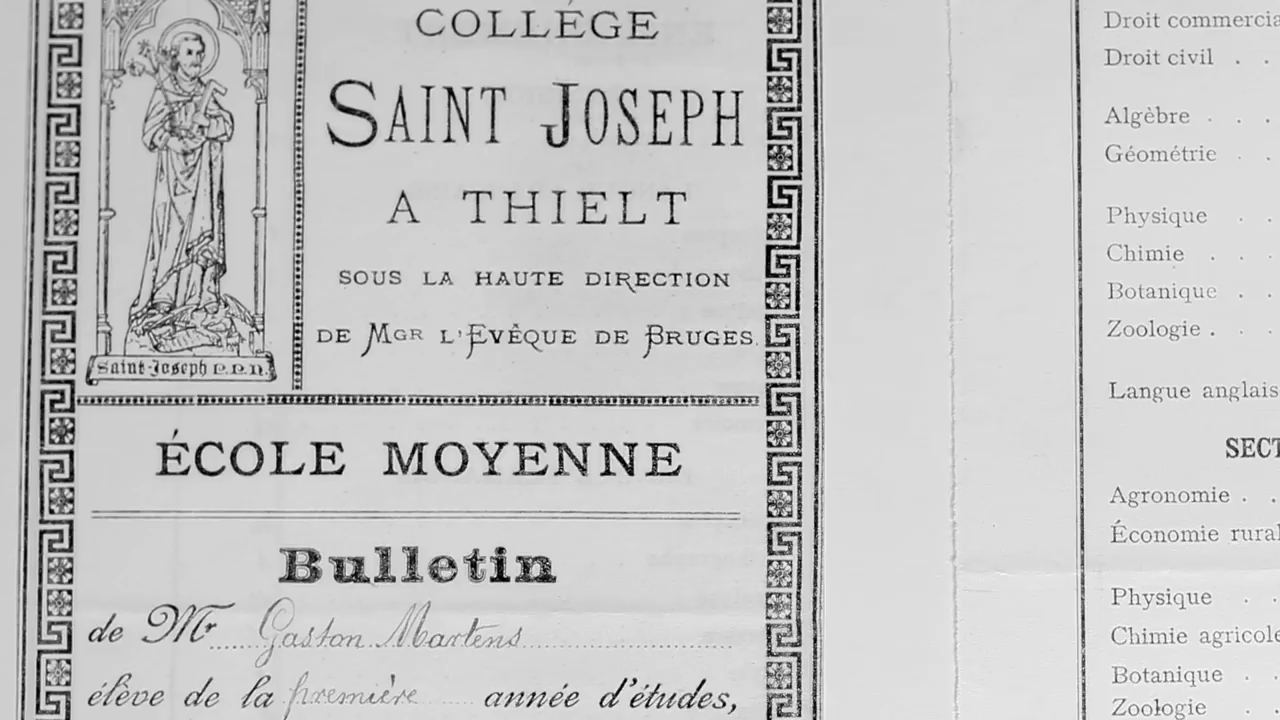 COLLÉGE
SAINT JOSEPH
A THIELT
SOUS LA HAUTE DIRECTION
DE MGR L'EVÊQUE DE BRUGES
Saint-Joseph P.P.N.
ÉCOLE MOYENNE
Bulletin
de Mr Gaston Martens
élève de la première année d'études,
Droit commercia
Droit civil . .
Algèbre . . .
Géométrie . .
Physique . .
Chimie . . .
Botanique . .
Zoologie . . .
Langue anglais
SECT
Agronomie . .
Économie rural
Physique . .
Chimie agricole
Botanique . .
Zoologie . .